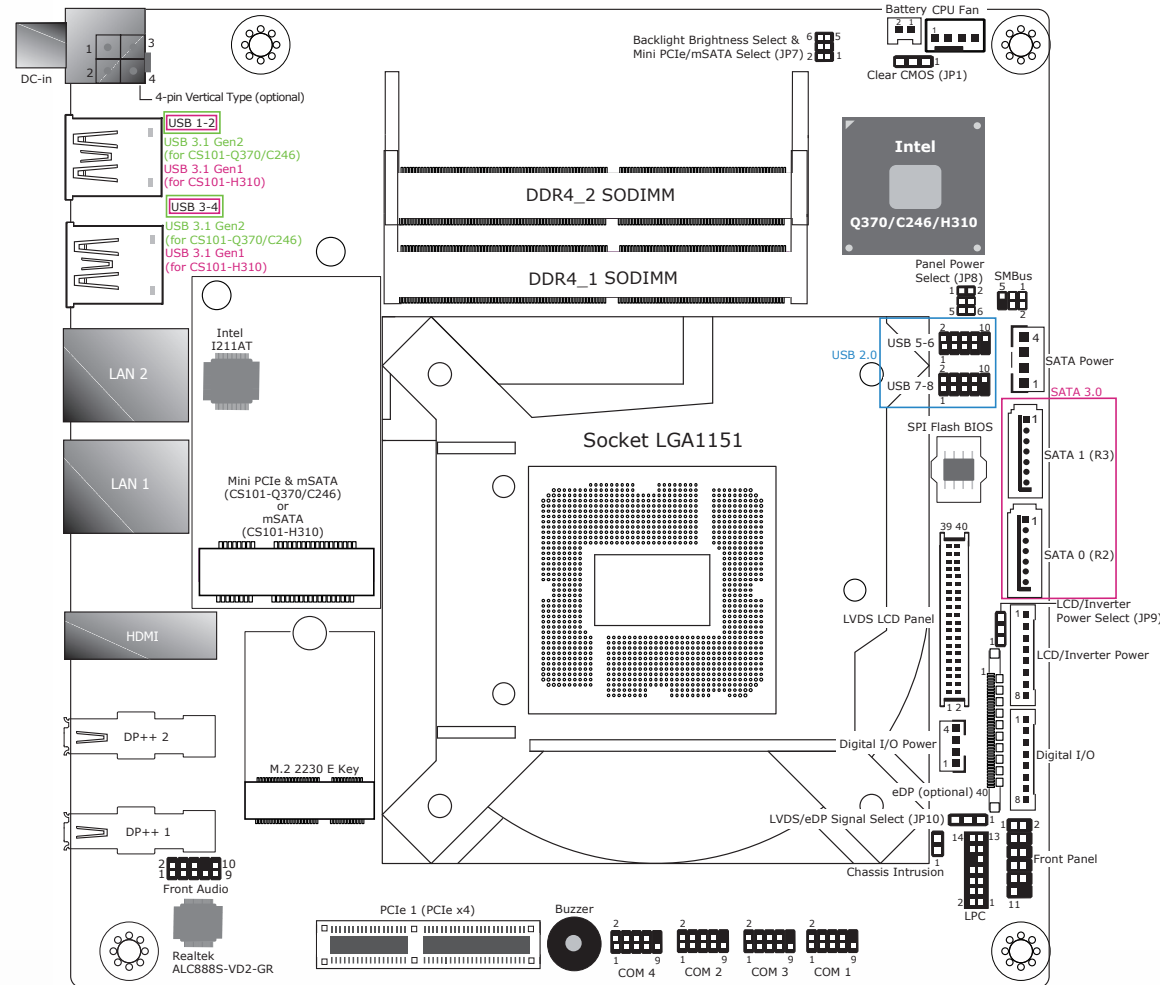 Battery
CPU Fan
2 1
1
Backlight Brightness Select &
Mini PCIe/mSATA Select (JP7)
6 5
2 1
Clear CMOS (JP1)
1
DC-in
1 3
2 4
4-pin Vertical Type (optional)
USB 1-2
USB 3.1 Gen2
(for CS101-Q370/C246)
USB 3.1 Gen1
(for CS101-H310)
USB 3-4
USB 3.1 Gen2
(for CS101-Q370/C246)
USB 3.1 Gen1
(for CS101-H310)
DDR4_2 SODIMM
DDR4_1 SODIMM
Intel
Q370/C246/H310
Panel Power
Select (JP8)
1 2
5 6
SMBus
5 1
2
Intel
I211AT
LAN 2
LAN 1
USB 2.0
2 10
USB 5-6
1
2 10
USB 7-8
1
4
SATA Power
1
SATA 3.0
SPI Flash BIOS
1
SATA 1 (R3)
1
SATA 0 (R2)
Socket LGA1151
Mini PCIe & mSATA
(CS101-Q370/C246)
or
mSATA
(CS101-H310)
39 40
LVDS LCD Panel
1 2
LCD/Inverter
Power Select (JP9)
1
1
LCD/Inverter Power
8
HDMI
DP++ 2
DP++ 1
M.2 2230 E Key
Digital I/O Power
4
1
1
eDP (optional) 40
1
Digital I/O
8
LVDS/eDP Signal Select (JP10)
1
Chassis Intrusion
1
14 13
2 1
LPC
1 2
Front Panel
11
2 10
1 9
Front Audio
Realtek
ALC888S-VD2-GR
PCIe 1 (PCIe x4)
Buzzer
2
1 9
COM 4
2
1 9
COM 2
2
1 9
COM 3
2
1 9
COM 1